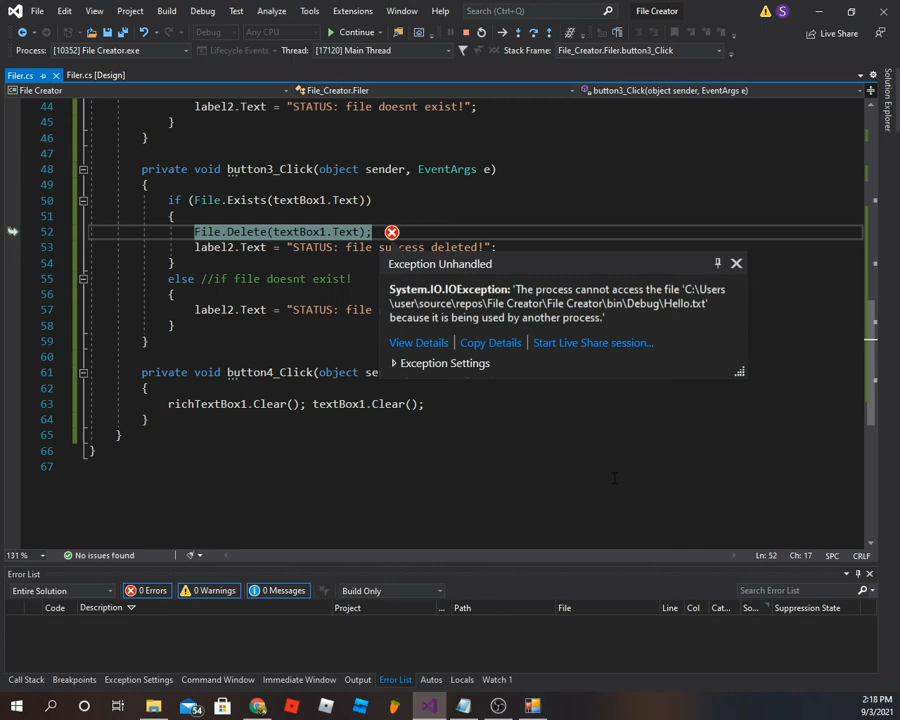 File Edit View Project Build Debug Test Analyze Tools Extensions Window Help Search (Ctrl+Q) File Creator S
Debug Any CPU Continue Live Share
Process: [10352] File Creator.exe Lifecycle Events Thread: [17120] Main Thread Stack Frame: File_Creator.Filer.button3_Click
Filer.cs Filer.cs [Design]
File Creator File_Creator.Filer button3_Click(object sender, EventArgs e)
44 label2.Text = "STATUS: file doesnt exist!";
45 }
46 }
47
48 private void button3_Click(object sender, EventArgs e)
49 {
50 if (File.Exists(textBox1.Text))
51 {
52 File.Delete(textBox1.Text);
53 label2.Text = "STATUS: file su cess deleted!";
54 }
55 else //if file doesnt exist!
56 {
57 label2.Text = "STATUS: file
58 }
59 }
60
61 private void button4_Click(object se
62 {
63 richTextBox1.Clear(); textBox1.Clear();
64 }
65 }
66 }
67
Exception Unhandled
System.IO.IOException: 'The process cannot access the file 'C:\Users
\user\source\repos\File Creator\File Creator\bin\Debug\Hello.txt'
because it is being used by another process.'
View Details | Copy Details | Start Live Share session...
Exception Settings
Solution Explorer
131 % No issues found Ln: 52 Ch: 17 SPC CRLF
Error List
Entire Solution 0 Errors 0 Warnings 0 Messages Build Only Search Error List
Code Description Project ... Path File Line Col Cat... So... Suppression State
Call Stack Breakpoints Exception Settings Command Window Immediate Window Output Error List Autos Locals Watch 1
54
2:18 PM
9/3/2021